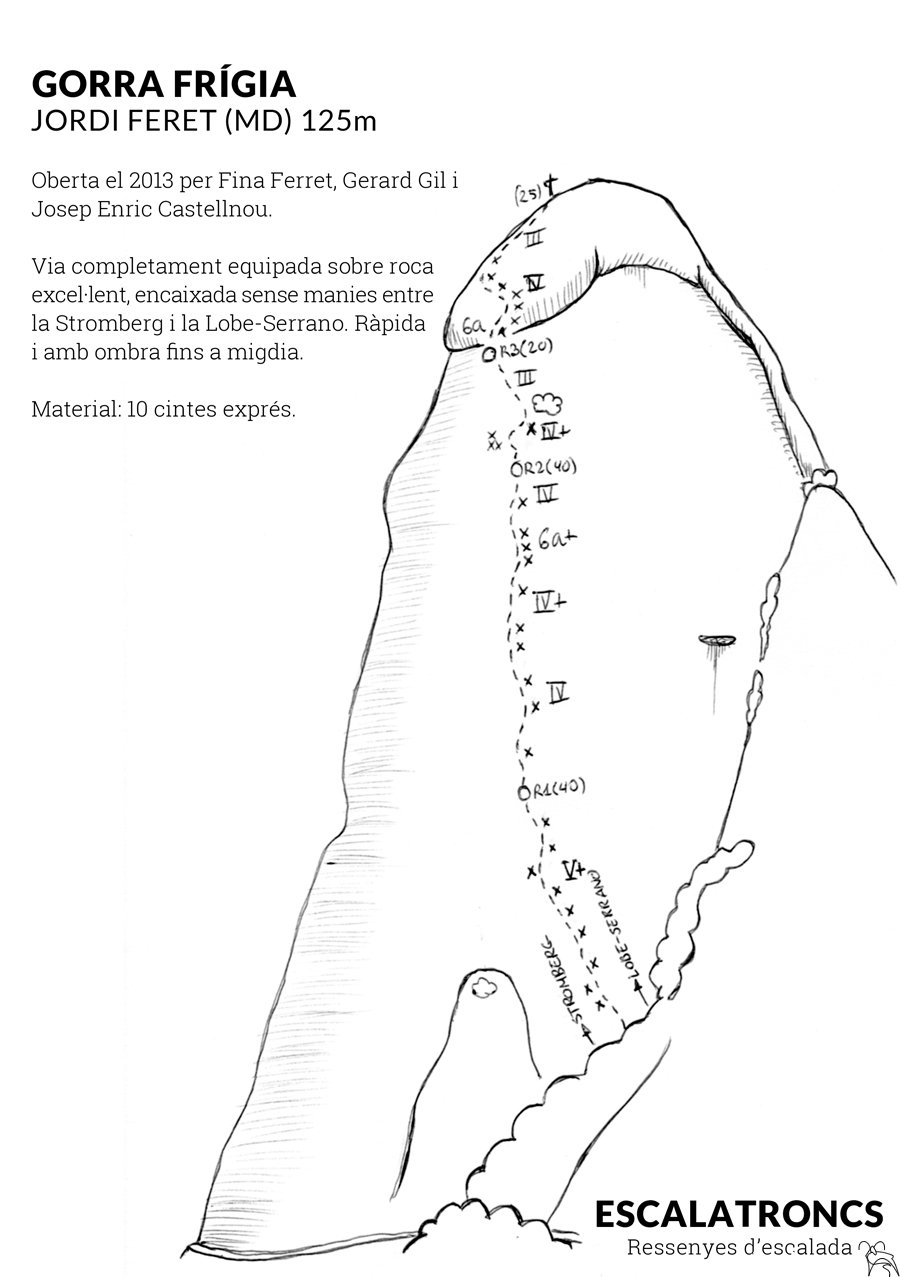 GORRA FRÍGIA
JORDI FERET (MD) 125m
Oberta el 2013 per Fina Ferret, Gerard Gil i
Josep Enric Castellnou.
Via completament equipada sobre roca
excel·lent, encaixada sense manies entre
la Stromberg i la Lobe-Serrano. Ràpida
i amb ombra fins a migdia.
Material: 10 cintes exprés.
(25)
III
IV
6a
R3(20)
III
IV+
R2(40)
IV
6a+
IV+
IV
R1(40)
V+
LOBE-SERRANO
STROMBERG
ESCALATRONCS
Ressenyes d'escalada